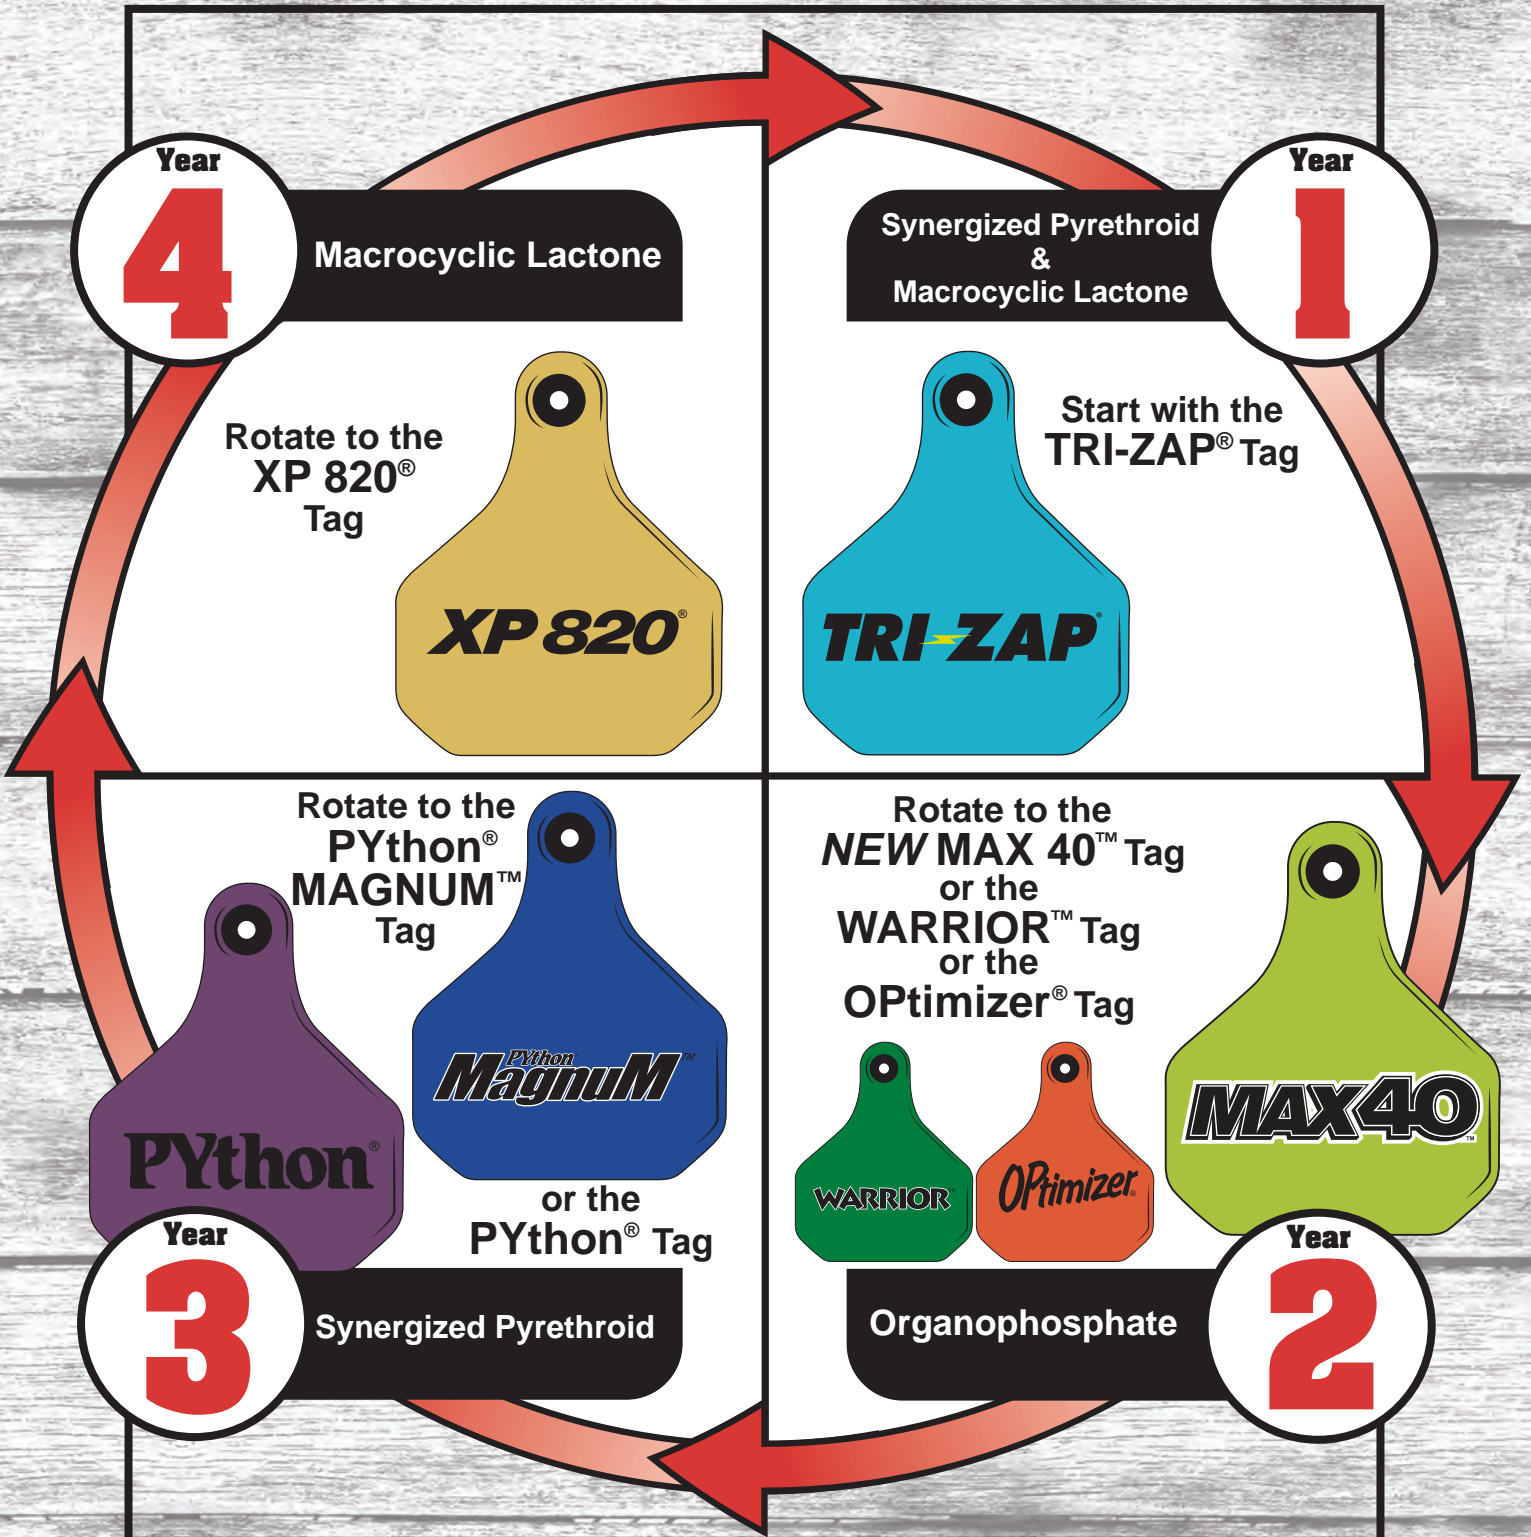 Year
1
Synergized Pyrethroid
&
Macrocyclic Lactone
Start with the
TRI-ZAP® Tag
TRI-ZAP®
Rotate to the
NEW MAX 40™ Tag
or the
WARRIOR™ Tag
or the
OPtimizer® Tag
WARRIOR™
OPtimizer®
MAX40™
Year
2
Organophosphate
Rotate to the
PYthon®
MAGNUM™
Tag
PYthon®
MagnuM™
PYthon®
or the
PYthon® Tag
Year
3
Synergized Pyrethroid
Year
4
Macrocyclic Lactone
Rotate to the
XP 820®
Tag
XP 820®